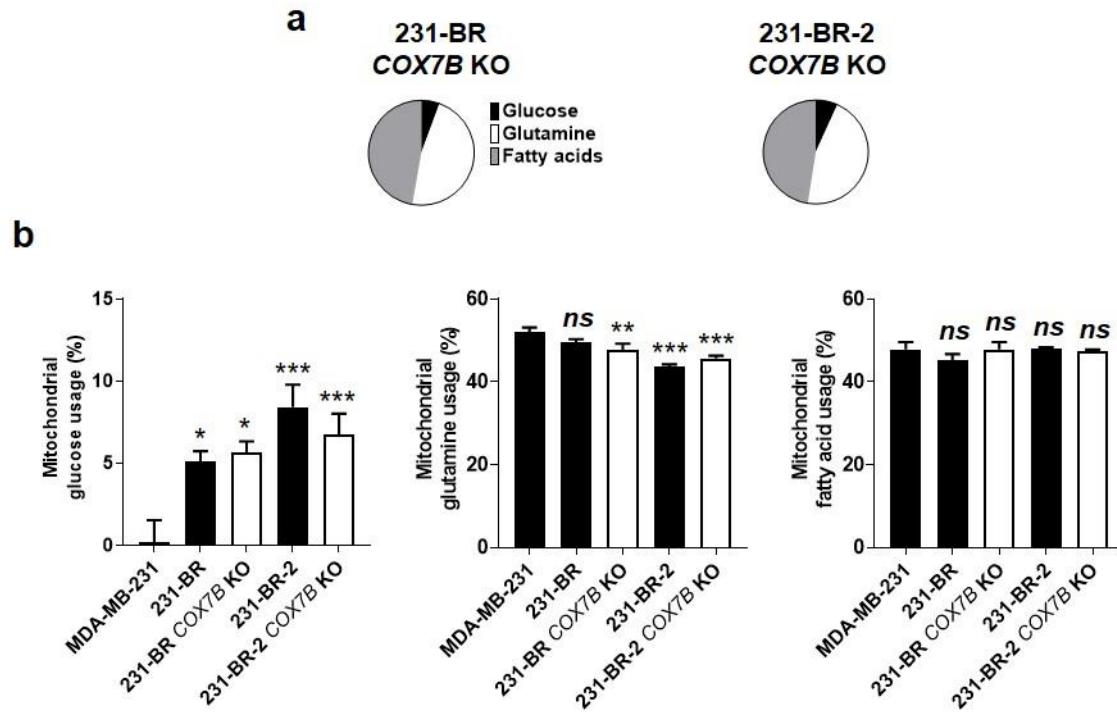 a
231-BR
COX7B KO
231-BR-2
COX7B KO
Glucose
Glutamine
Fatty acids
b
Mitochondrial
glucose usage (%)
15
10
5
0
*
*
***
***
MDA-MB-231
231-BR
231-BR COX7B KO
231-BR-2
231-BR-2 COX7B KO
Mitochondrial
glutamine usage (%)
60
40
20
0
ns
**
***
***
MDA-MB-231
231-BR
231-BR COX7B KO
231-BR-2
231-BR-2 COX7B KO
Mitochondrial
fatty acid usage (%)
60
40
20
0
ns
ns
ns
ns
MDA-MB-231
231-BR
231-BR COX7B KO
231-BR-2
231-BR-2 COX7B KO